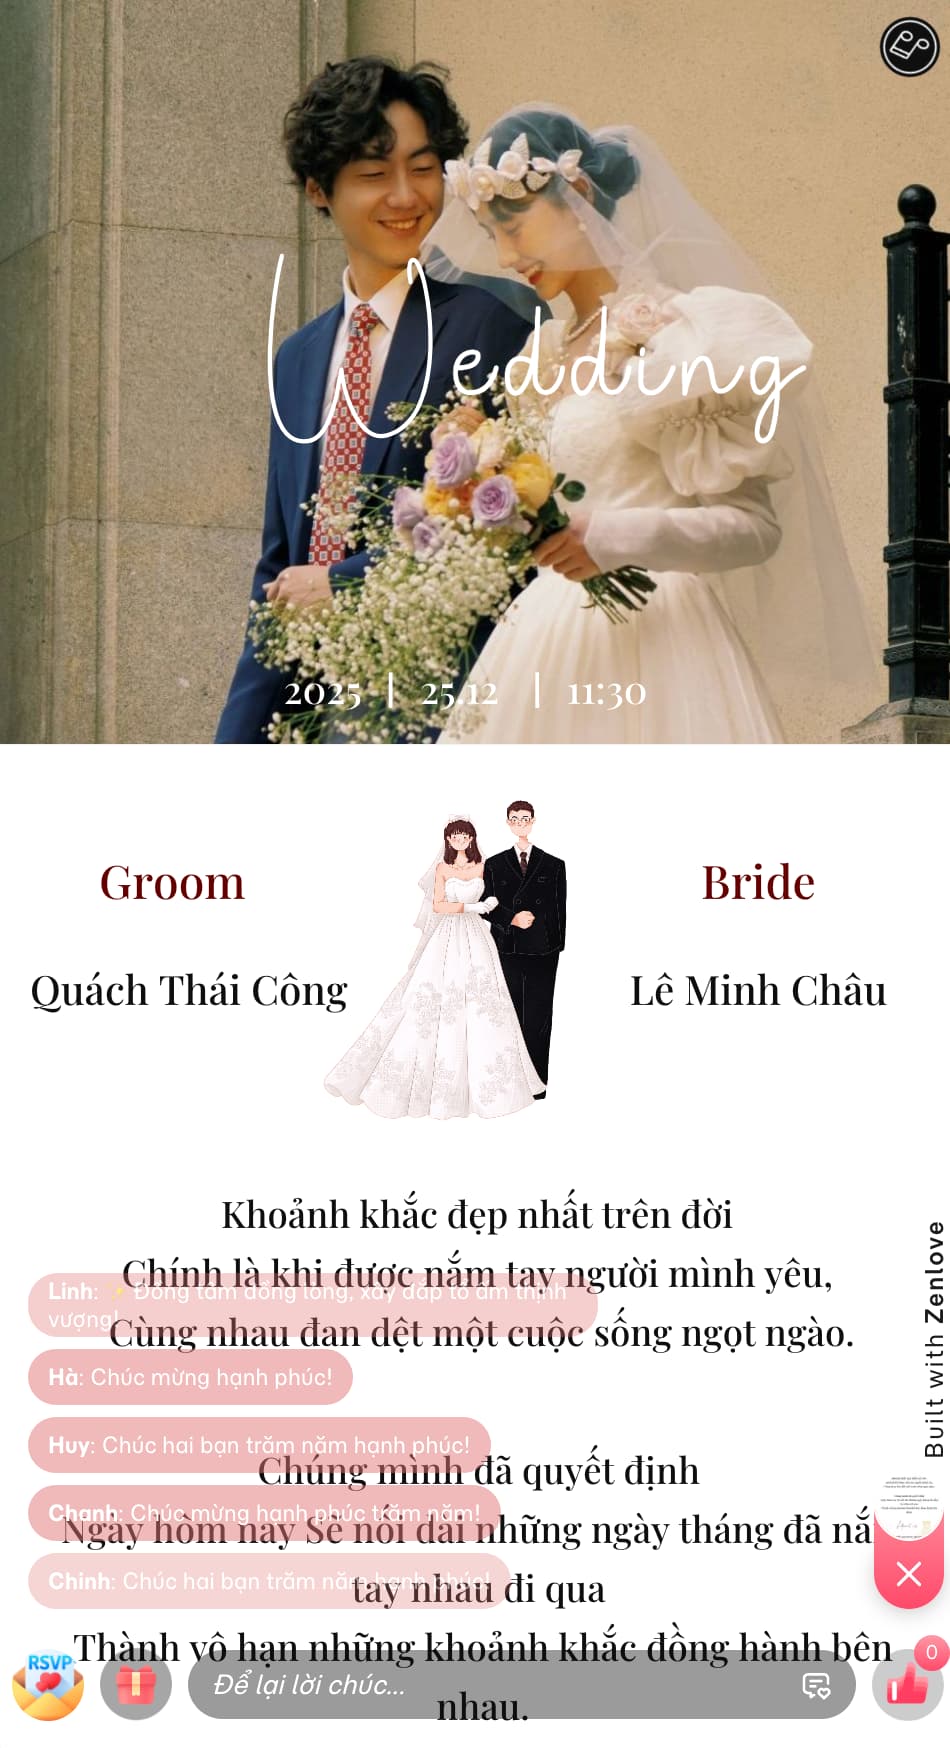 Wedding
2025 | 25.12 | 11:30
Groom
Bride
Quách Thái Công
Lê Minh Châu
Khoảnh khắc đẹp nhất trên đời
Chính là khi được nắm tay người mình yêu,
Cùng nhau đan dệt một cuộc sống ngọt ngào.
Linh: Đồng tâm đồng lòng, xây đắp tổ ấm thịnh
vượng!
Hà: Chúc mừng hạnh phúc!
Huy: Chúc hai bạn trăm năm hạnh phúc!
Chúng mình đã quyết định
Chanh: Chúc mừng hạnh phúc trăm năm!
Ngày hôm nay Sẽ nối dài những ngày tháng đã nắ
Chinh: Chúc hai bạn trăm năm hạnh phúc!
tay nhau đi qua
Thành vô hạn những khoảnh khắc đồng hành bên
nhau.
Built with Zenlove
RSVP
Để lại lời chúc...
0